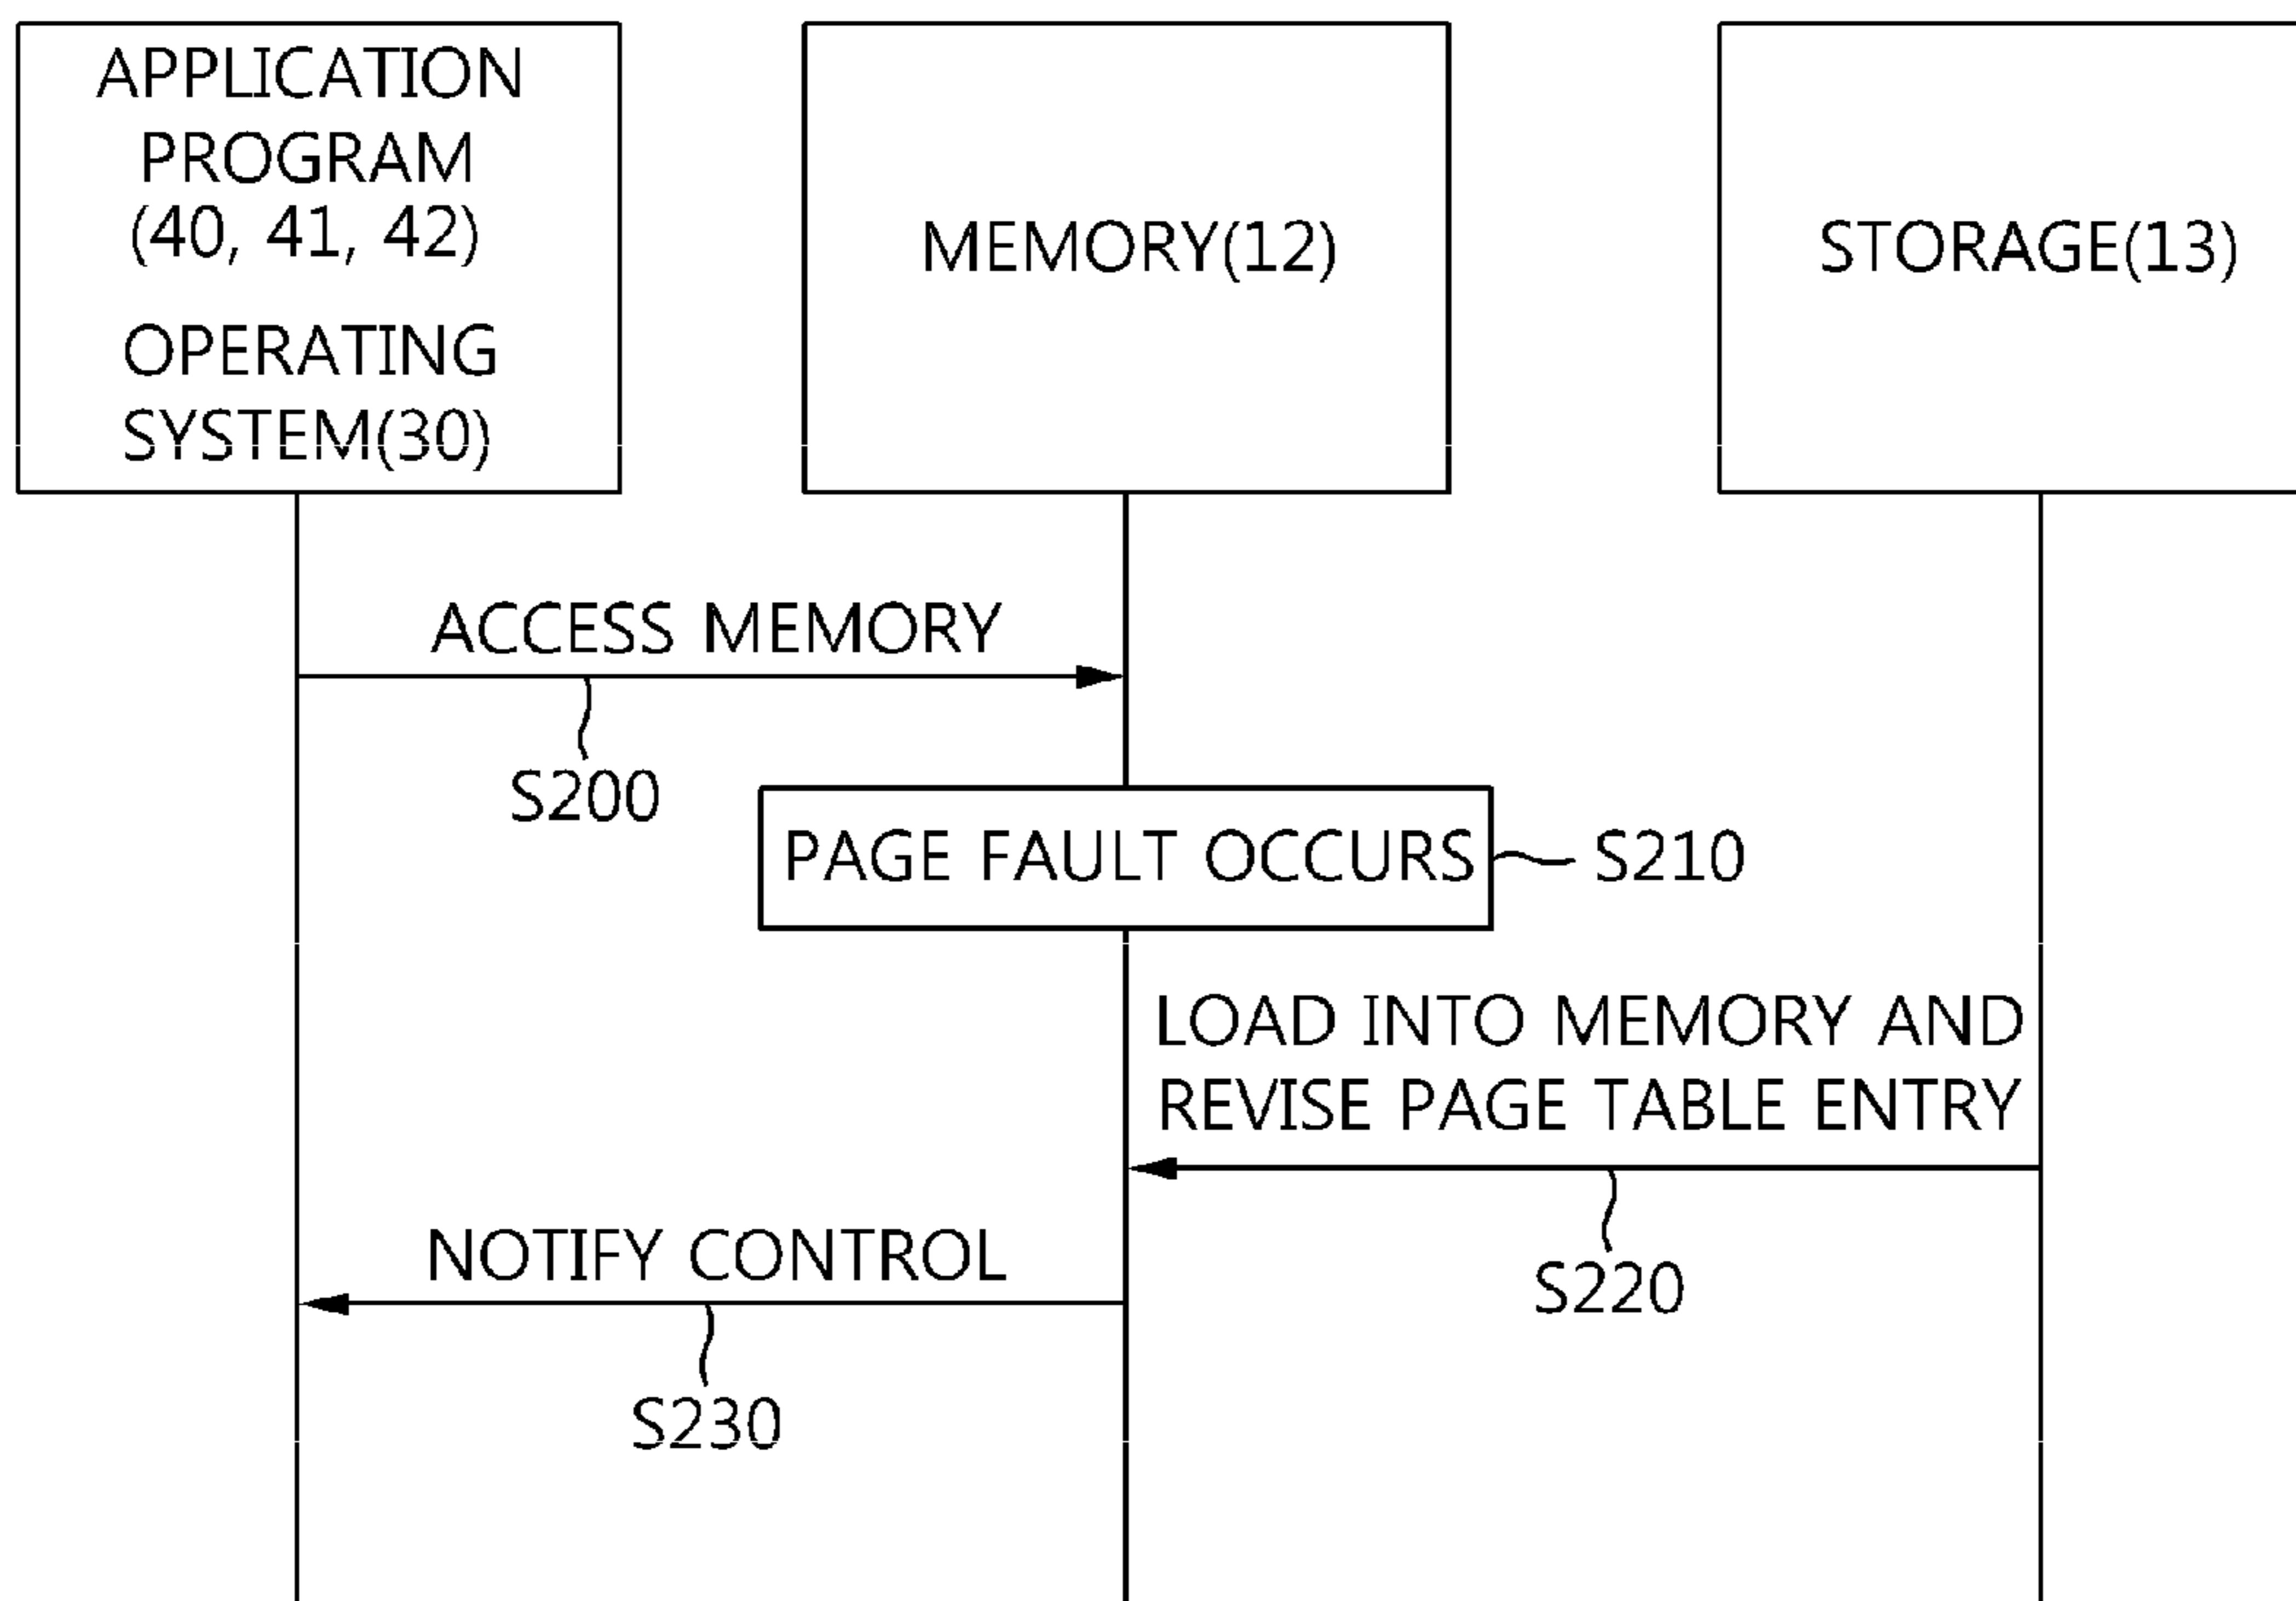 APPLICATION
PROGRAM
(40, 41, 42)
OPERATING
SYSTEM(30)
MEMORY(12)
STORAGE(13)
ACCESS MEMORY
S200
PAGE FAULT OCCURS
S210
LOAD INTO MEMORY AND
REVISE PAGE TABLE ENTRY
S220
NOTIFY CONTROL
S230